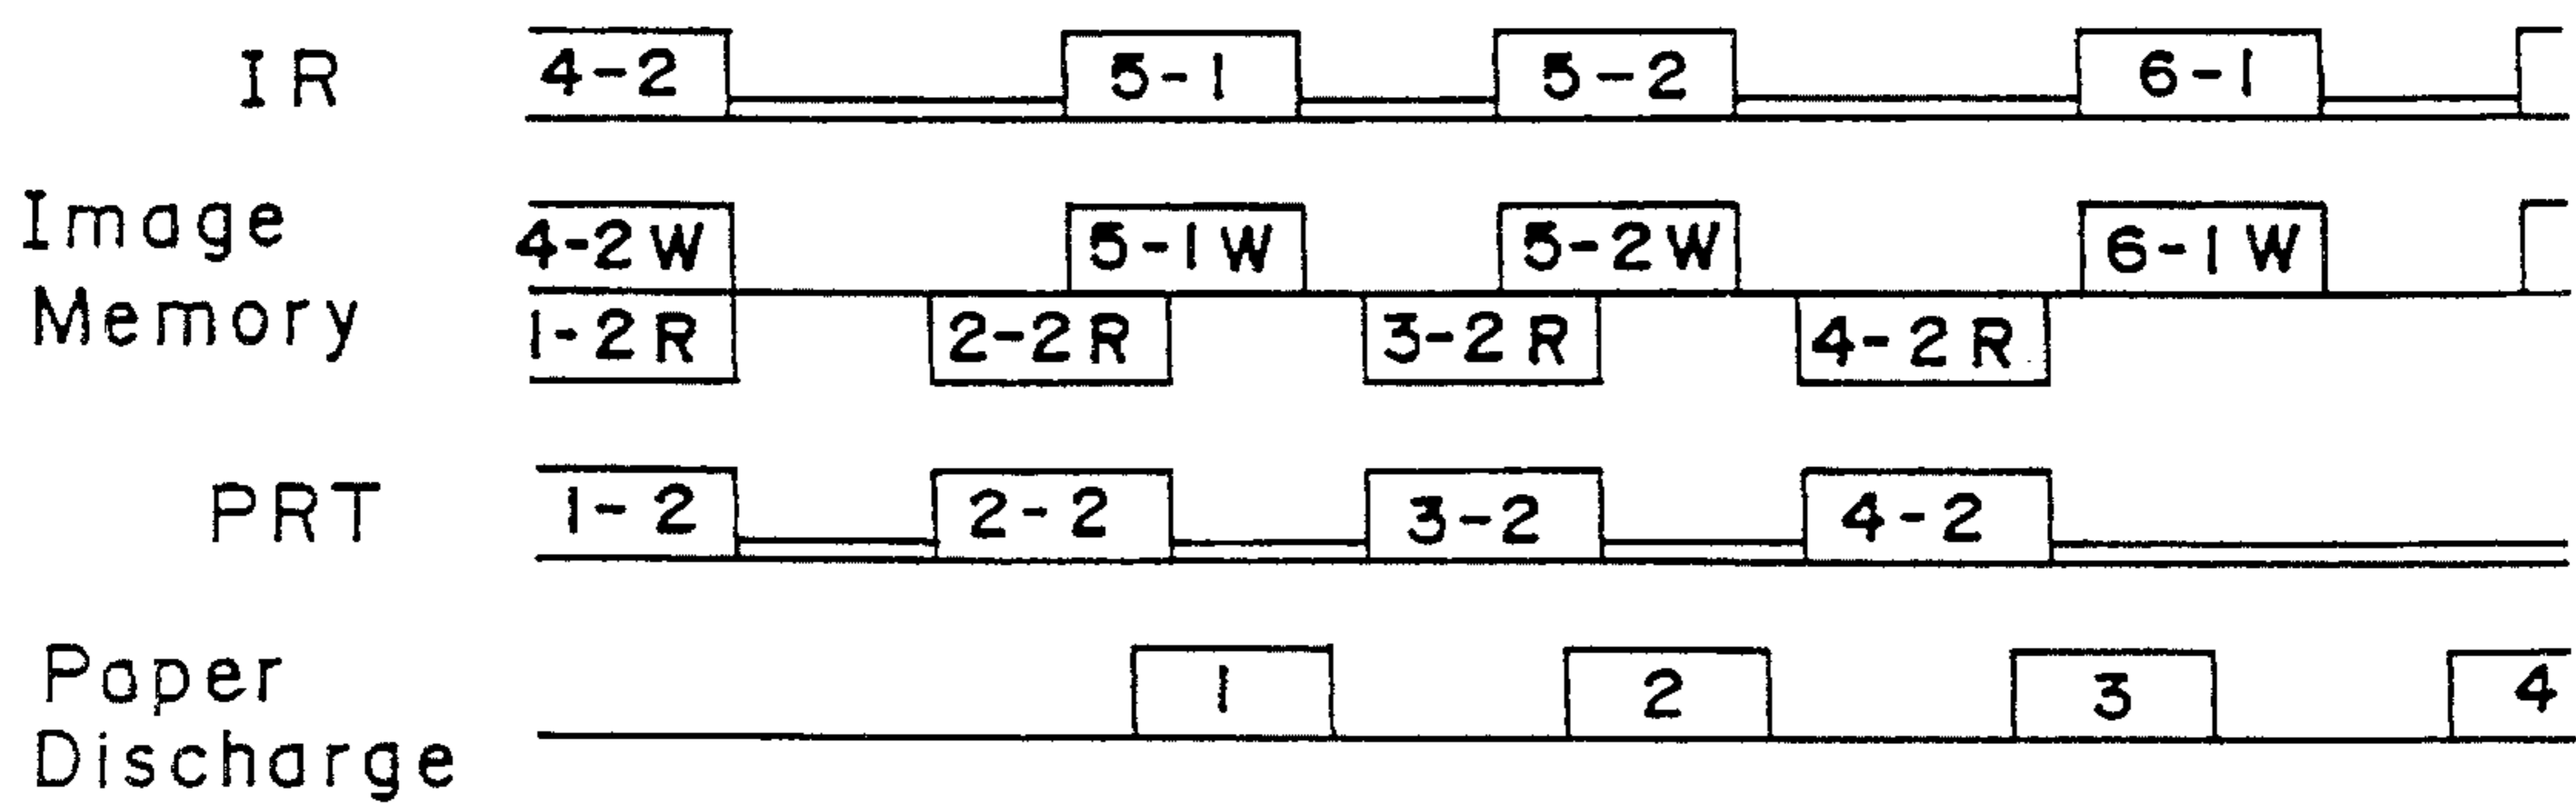 IR 4-2 5-1 5-2 6-1
Image Memory
4-2W 5-1W 5-2W 6-1W
1-2R 2-2R 3-2R 4-2R
PRT 1-2 2-2 3-2 4-2
Paper Discharge
1 2 3 4